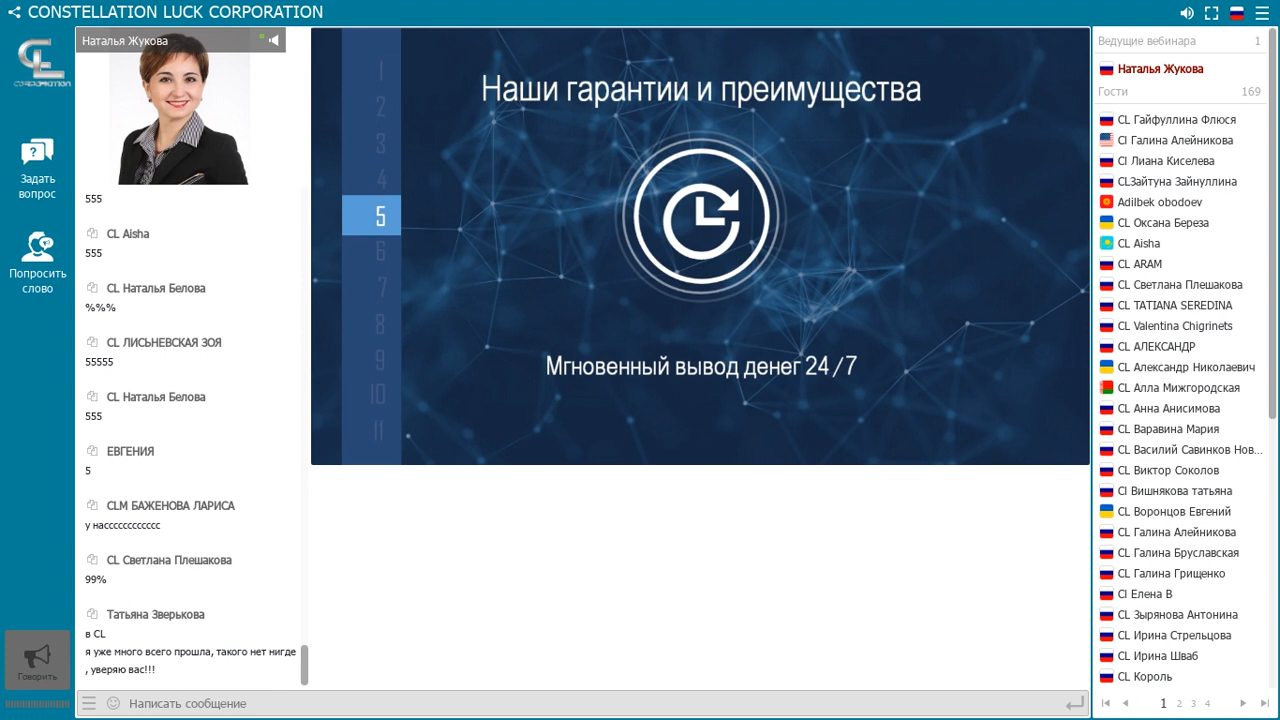 CONSTELLATION LUCK CORPORATION
CL
CORPORATION
Задать
вопрос
Попросить
слово
Говорить
Наталья Жукова
555
CL Aisha
555
CL Наталья Белова
%%%
CL ЛИСЬНЕВСКАЯ ЗОЯ
55555
CL Наталья Белова
555
ЕВГЕНИЯ
5
CLM БАЖЕНОВА ЛАРИСА
у насссссссссссс
CL Светлана Плешакова
99%
Татьяна Зверькова
в CL
я уже много всего прошла, такого нет нигде
, уверяю вас!!!
Написать сообщение
1
2
3
4
5
6
7
8
9
10
11
Наши гарантии и преимущества
Мгновенный вывод денег 24/7
Ведущие вебинара 1
Наталья Жукова
Гости 169
CL Гайфуллина Флюся
Cl Галина Алейникова
Cl Лиана Киселева
CLЗайтуна Зайнуллина
Adilbek obodoev
CL Оксана Береза
CL Aisha
CL ARAM
CL Светлана Плешакова
CL TATIANA SEREDINA
CL Valentina Chigrinets
CL АЛЕКСАНДР
CL Александр Николаевич
CL Алла Мижгородская
CL Анна Анисимова
CL Варавина Мария
CL Василий Савинков Нов...
CL Виктор Соколов
Cl Вишнякова татьяна
CL Воронцов Евгений
CL Галина Алейникова
CL Галина Бруславская
CL Галина Грищенко
Cl Елена В
CL Зырянова Антонина
CL Ирина Стрельцова
CL Ирина Шваб
CL Король
1 2 3 4